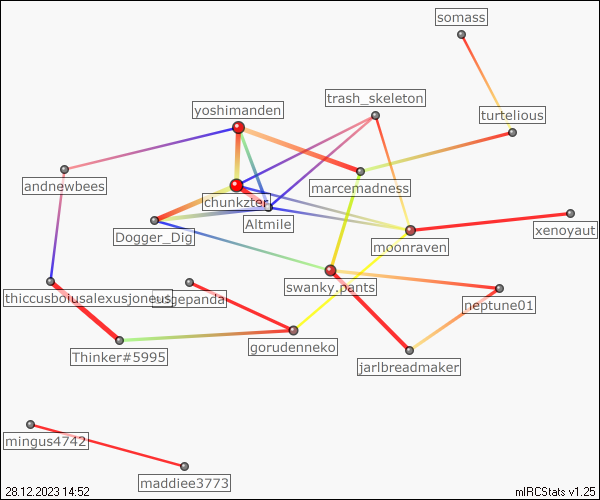 somass
trash_skeleton
yoshimanden
turtelious
andnewbees
marcemadness
chunkzter
Altmile
Dogger_Dig
moonraven
xenoyaut
swanky.pants
thiccusboiusalexusjoneus
neptune01
Thinker#5995
gorudenneko
jarlbreadmaker
mingus4742
maddiee3773
28.12.2023 14:52
mIRCStats v1.25